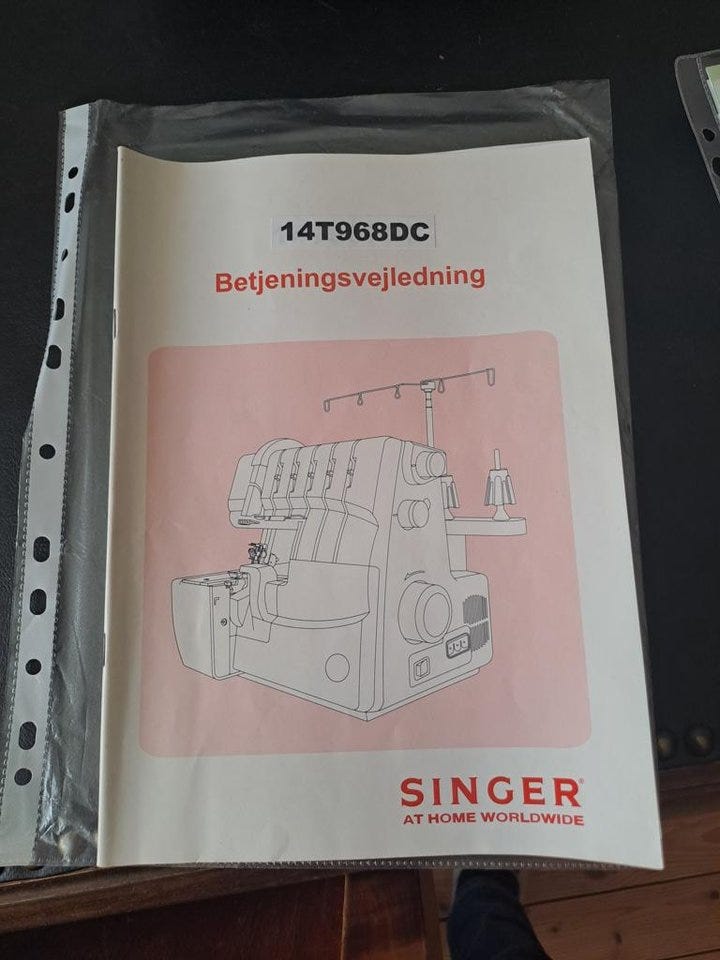 14T968DC
Betjeningsvejledning
SINGER®
AT HOME WORLDWIDE